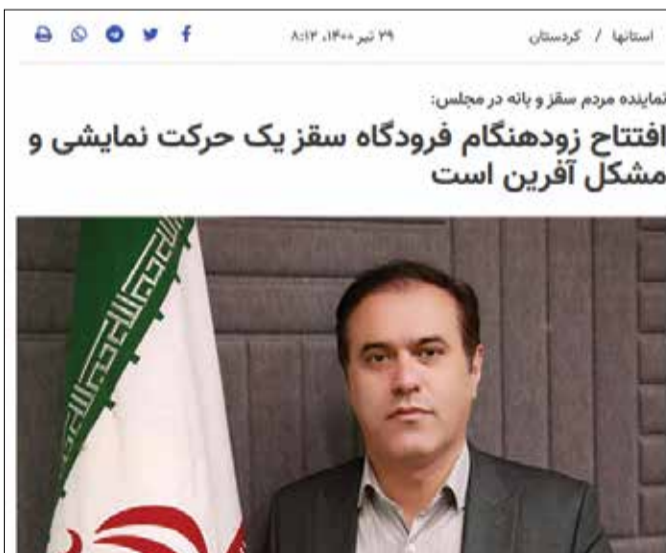 استانها / کردستان
۲۹ تیر ۱۴۰۰، ۸:۱۳
نماینده مردم سقز و بانه در مجلس:
افتتاح زودهنگام فرودگاه سقز یک حرکت نمایشی و
مشکل آفرین است